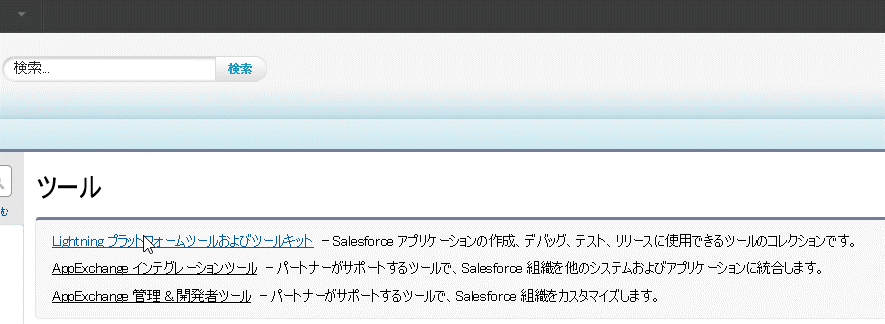 検索...
検索
ツール
む
Lightning プラットフォームツールおよびツールキット － Salesforce アプリケーションの作成、デバッグ、テスト、リリースに使用できるツールのコレクションです。
AppExchange インテグレーションツール － パートナーがサポートするツールで、Salesforce 組織を他のシステムおよびアプリケーションに統合します。
AppExchange 管理 & 開発者ツール － パートナーがサポートするツールで、Salesforce 組織をカスタマイズします。